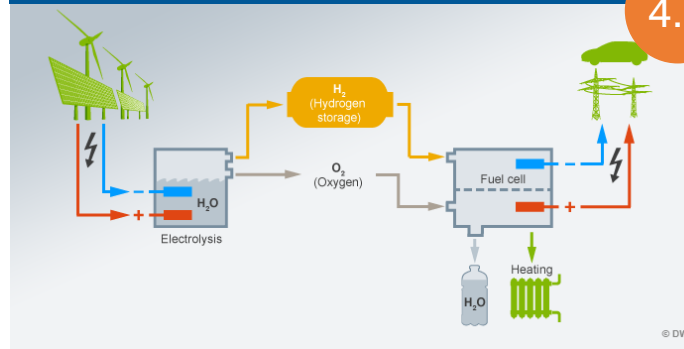 4.
H₂
(Hydrogen
storage)
O₂
(Oxygen)
Fuel cell
–
+
–
+
H₂O
Electrolysis
H₂O
Heating
© DW